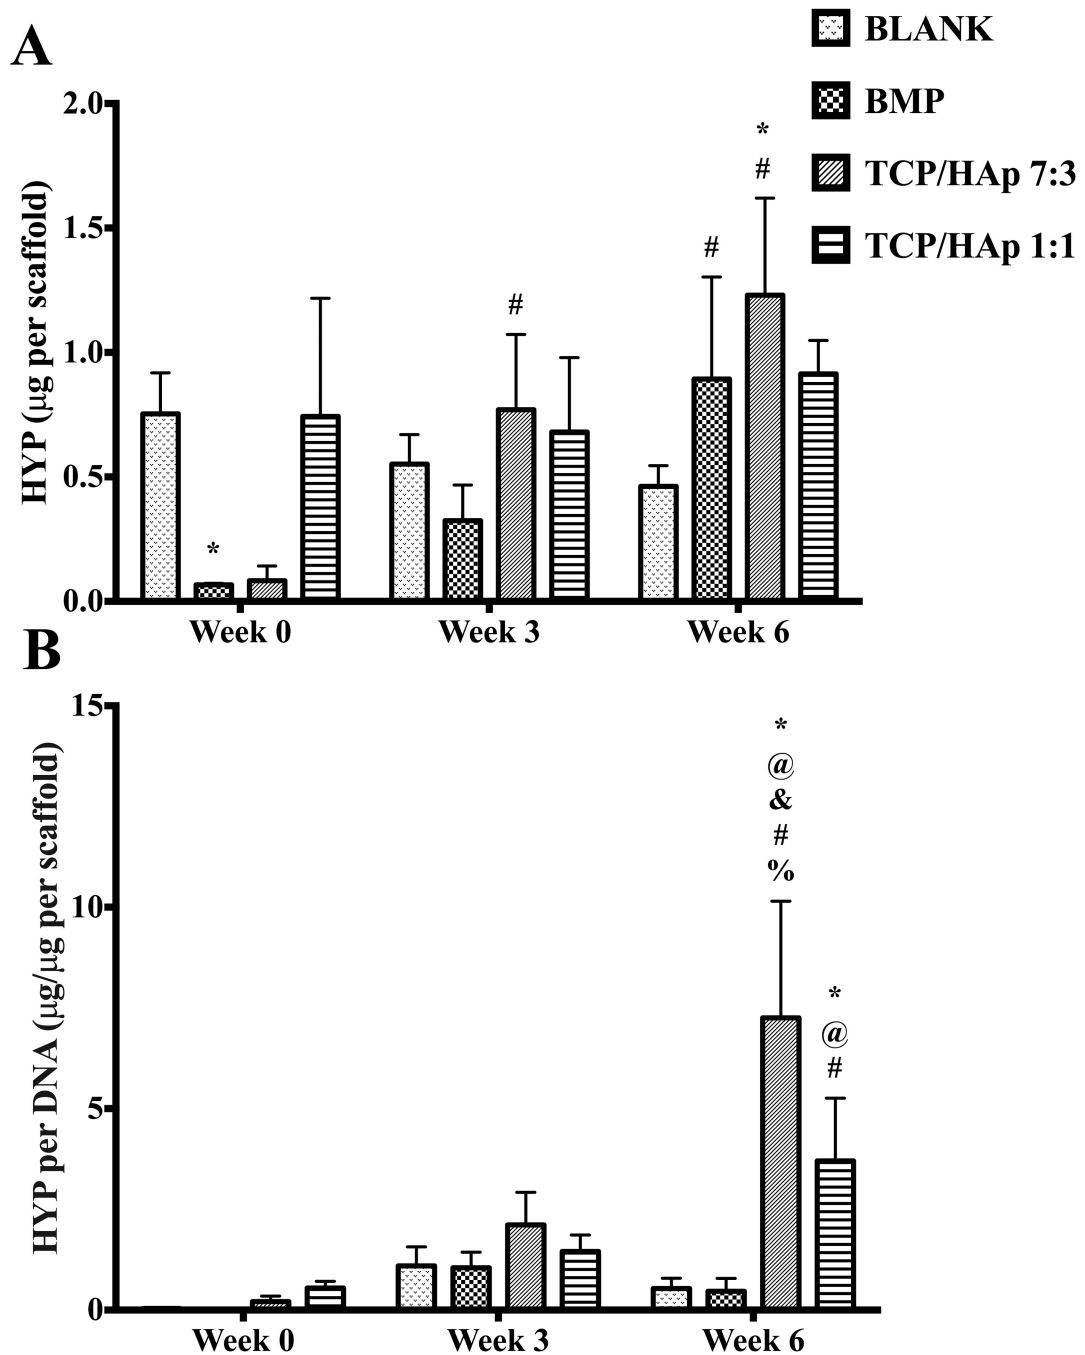 A
BLANK
BMP
TCP/HAp 7:3
TCP/HAp 1:1
HYP (μg per scaffold)
2.0
1.5
1.0
0.5
0.0
*
#
#
*
#
Week 0
Week 3
Week 6
B
HYP per DNA (μg/μg per scaffold)
15
10
5
0
*
@
&
#
%
*
@
#
Week 0
Week 3
Week 6